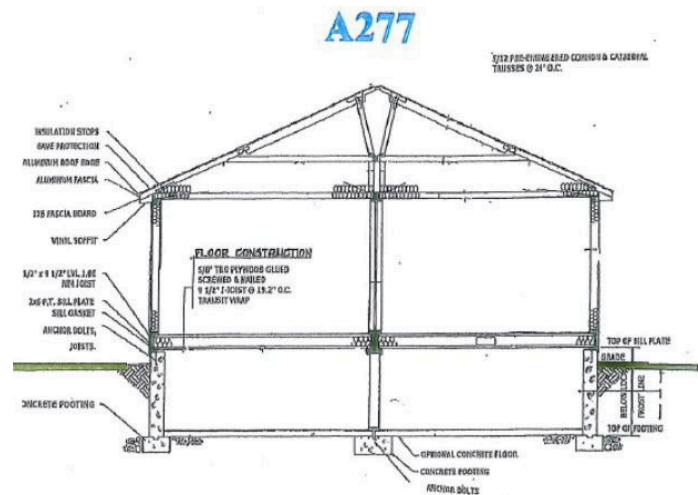 A277
5/12 PRE-ENGINEERED COMMON & CATHEDRAL
TRUSSES @ 24" O.C.
INSULATION STOPS
EAVE PROTECTION
ALUMINUM ROOF EDGE
ALUMINUM FASCIA
FASCIA BOARD
VINYL SOFFIT
FLOOR CONSTRUCTION
5/8" T&G PLYWOOD GLUED
SCREWED & NAILED
9 1/2" I-JOIST @ 19.2" O.C.
TRANSIT WRAP
9 1/2" LVL
RIM JOIST
2x6 P.T. SILL PLATE
SILL GASKET
ANCHOR BOLTS,
JOISTS.
CONCRETE FOOTING
TOP OF SILL PLATE
GRADE
BELOW
FROST LINE
TOP OF FOOTING
OPTIONAL CONCRETE FLOOR
CONCRETE FOOTING
ANCHOR BOLTS